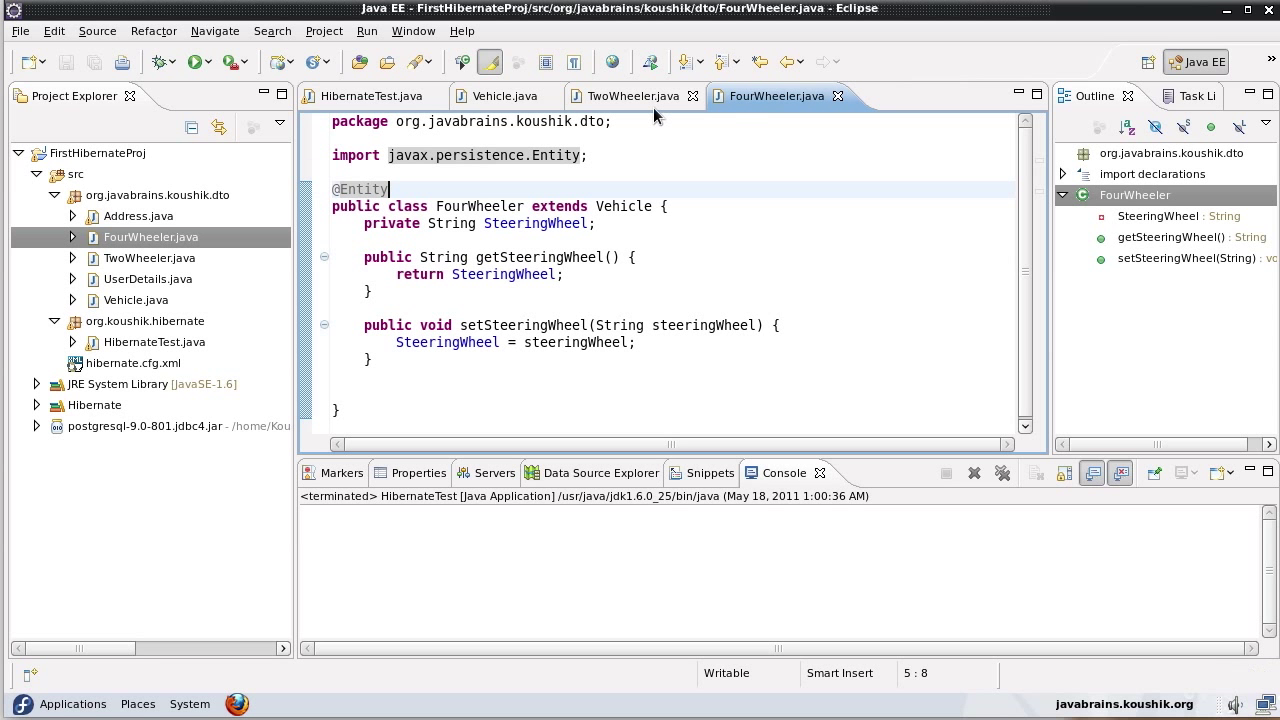 Java EE - FirstHibernateProj/src/org/javabrains/koushik/dto/FourWheeler.java - Eclipse
File Edit Source Refactor Navigate Search Project Run Window Help
Java EE
Project Explorer
FirstHibernateProj
src
org.javabrains.koushik.dto
Address.java
FourWheeler.java
TwoWheeler.java
UserDetails.java
Vehicle.java
org.koushik.hibernate
HibernateTest.java
hibernate.cfg.xml
JRE System Library [JavaSE-1.6]
Hibernate
postgresql-9.0-801.jdbc4.jar - /home/Kou
HibernateTest.java Vehicle.java TwoWheeler.java FourWheeler.java
package org.javabrains.koushik.dto;
import javax.persistence.Entity;
@Entity
public class FourWheeler extends Vehicle {
private String SteeringWheel;
public String getSteeringWheel() {
return SteeringWheel;
}
public void setSteeringWheel(String steeringWheel) {
SteeringWheel = steeringWheel;
}
}
Outline Task Li
org.javabrains.koushik.dto
import declarations
FourWheeler
SteeringWheel : String
getSteeringWheel() : String
setSteeringWheel(String) : vo
Markers Properties Servers Data Source Explorer Snippets Console
<terminated> HibernateTest [Java Application] /usr/java/jdk1.6.0_25/bin/java (May 18, 2011 1:00:36 AM)
Writable Smart Insert 5 : 8
Applications Places System javabrains.koushik.org